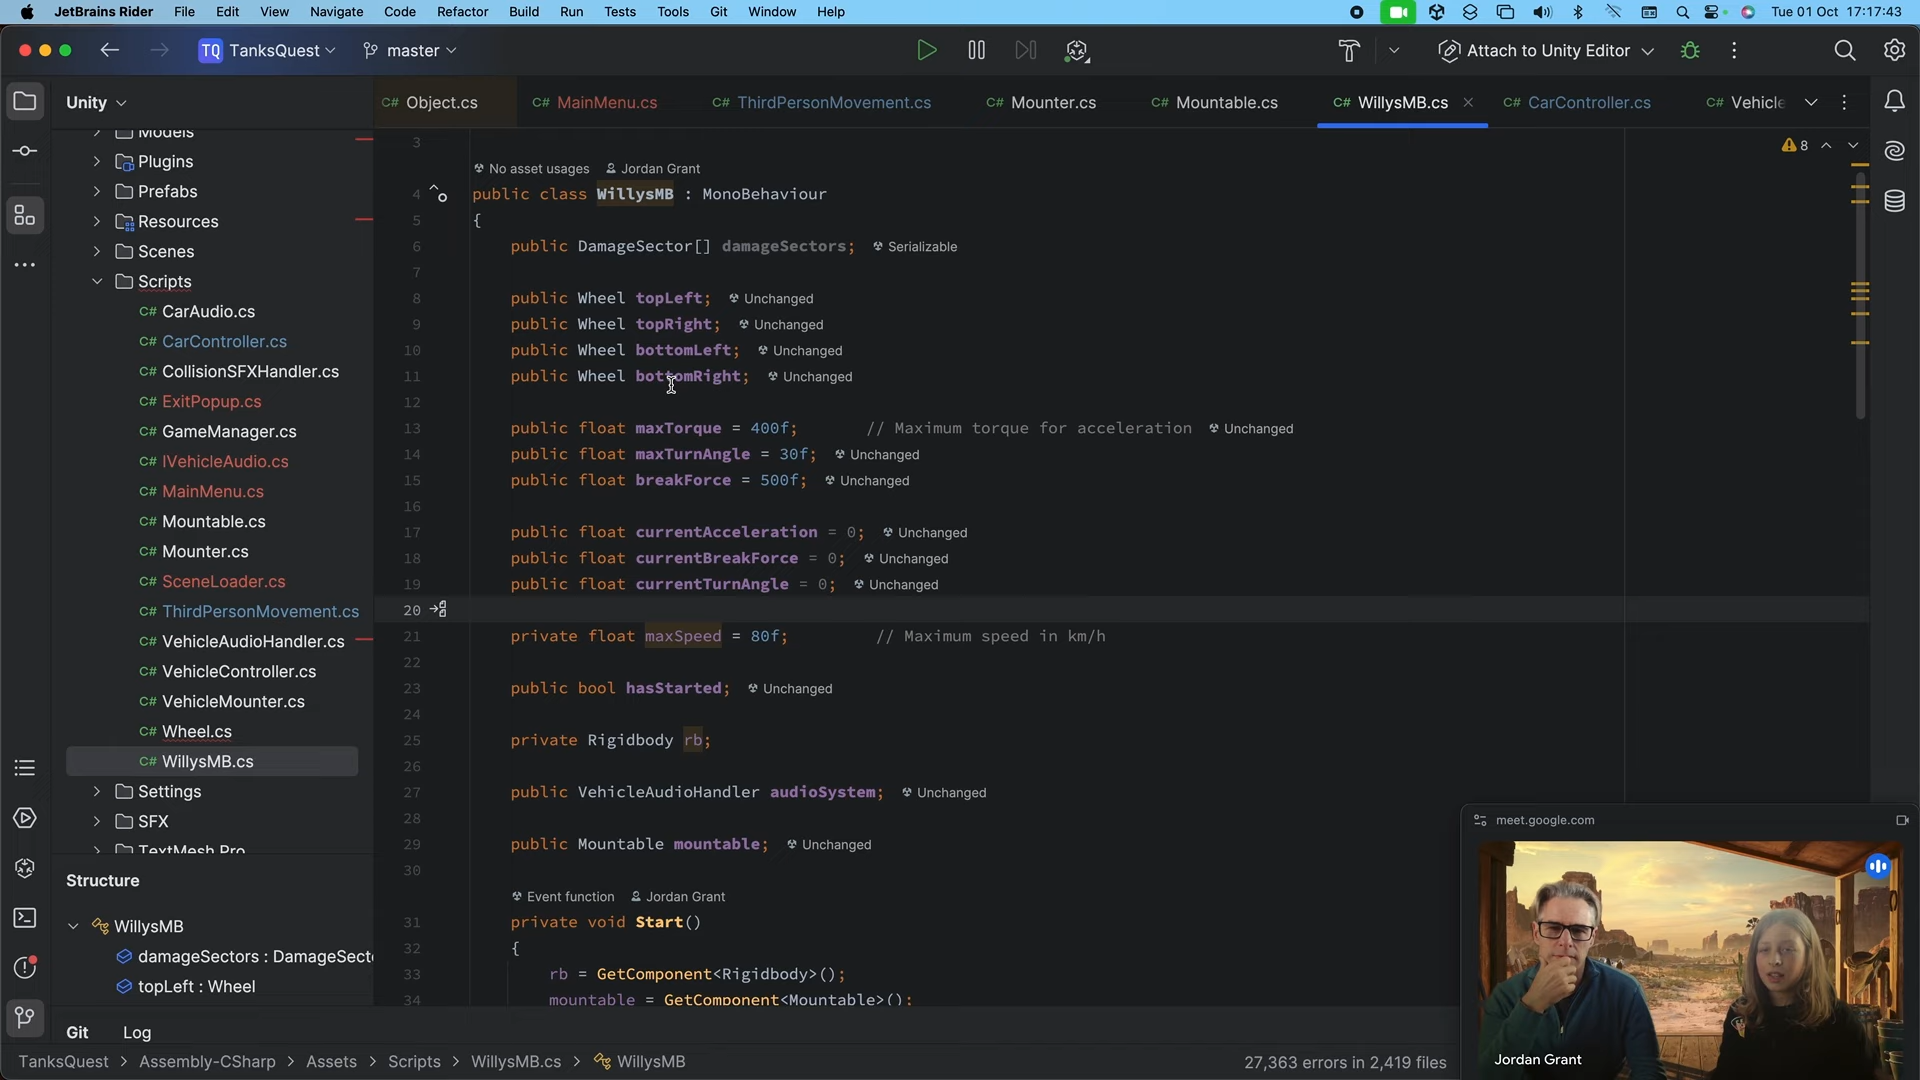 JetBrains Rider File Edit View Navigate Code Refactor Build Run Tests Tools Git Window Help Tue 01 Oct 17:17:43
TQ TanksQuest master Attach to Unity Editor
Unity
C# Object.cs C# MainMenu.cs C# ThirdPersonMovement.cs C# Mounter.cs C# Mountable.cs C# WillysMB.cs C# CarController.cs C# Vehicle
Models
Plugins
Prefabs
Resources
Scenes
Scripts
C# CarAudio.cs
C# CarController.cs
C# CollisionSFXHandler.cs
C# ExitPopup.cs
C# GameManager.cs
C# IVehicleAudio.cs
C# MainMenu.cs
C# Mountable.cs
C# Mounter.cs
C# SceneLoader.cs
C# ThirdPersonMovement.cs
C# VehicleAudioHandler.cs
C# VehicleController.cs
C# VehicleMounter.cs
C# Wheel.cs
C# WillysMB.cs
Settings
SFX
TextMesh Pro
Structure
WillysMB
damageSectors : DamageSecto
topLeft : Wheel
8
3
No asset usages Jordan Grant
4 public class WillysMB : MonoBehaviour
5 {
6 public DamageSector[] damageSectors; Serializable
7
8 public Wheel topLeft; Unchanged
9 public Wheel topRight; Unchanged
10 public Wheel bottomLeft; Unchanged
11 public Wheel bottomRight; Unchanged
12
13 public float maxTorque = 400f; // Maximum torque for acceleration Unchanged
14 public float maxTurnAngle = 30f; Unchanged
15 public float breakForce = 500f; Unchanged
16
17 public float currentAcceleration = 0; Unchanged
18 public float currentBreakForce = 0; Unchanged
19 public float currentTurnAngle = 0; Unchanged
20
21 private float maxSpeed = 80f; // Maximum speed in km/h
22
23 public bool hasStarted; Unchanged
24
25 private Rigidbody rb;
26
27 public VehicleAudioHandler audioSystem; Unchanged
28
29 public Mountable mountable; Unchanged
30
Event function Jordan Grant
31 private void Start()
32 {
33 rb = GetComponent<Rigidbody>();
34 mountable = GetComponent<Mountable>();
meet.google.com
Jordan Grant
Git Log
TanksQuest > Assembly-CSharp > Assets > Scripts > WillysMB.cs > WillysMB 27,363 errors in 2,419 files